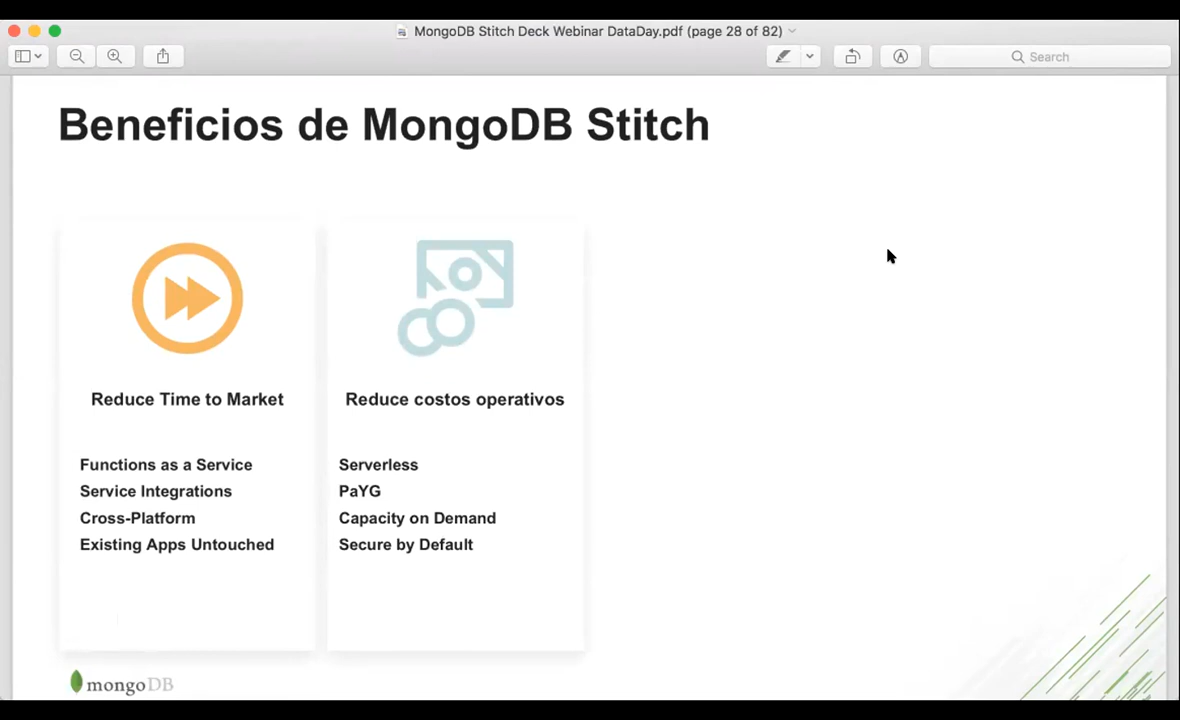 MongoDB Stitch Deck Webinar DataDay.pdf (page 28 of 82)
Search
Beneficios de MongoDB Stitch
Reduce Time to Market
Functions as a Service
Service Integrations
Cross-Platform
Existing Apps Untouched
Reduce costos operativos
Serverless
PaYG
Capacity on Demand
Secure by Default
mongoDB